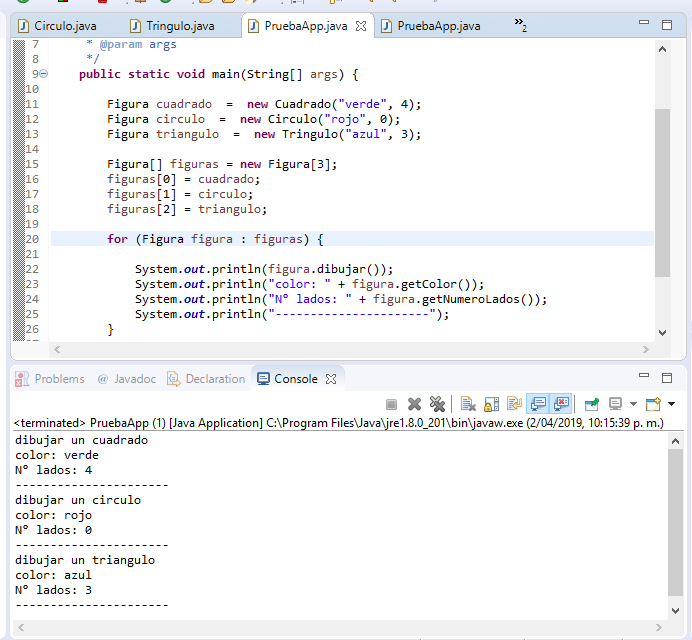 Circulo.java Tringulo.java PruebaApp.java PruebaApp.java »2
7 * @param args
8 */
9 public static void main(String[] args) {
10
11 Figura cuadrado  =  new Cuadrado("verde", 4);
12 Figura circulo  =  new Circulo("rojo", 0);
13 Figura triangulo  =  new Tringulo("azul", 3);
14
15 Figura[] figuras = new Figura[3];
16 figuras[0] = cuadrado;
17 figuras[1] = circulo;
18 figuras[2] = triangulo;
19
20 for (Figura figura : figuras) {
21
22 System.out.println(figura.dibujar());
23 System.out.println("color: " + figura.getColor());
24 System.out.println("N° lados: " + figura.getNumeroLados());
25 System.out.println("----------------------");
26 }
Problems @ Javadoc Declaration Console
<terminated> PruebaApp (1) [Java Application] C:\Program Files\Java\jre1.8.0_201\bin\javaw.exe (2/04/2019, 10:15:39 p. m.)
dibujar un cuadrado
color: verde
N° lados: 4
----------------------
dibujar un circulo
color: rojo
N° lados: 0
----------------------
dibujar un triangulo
color: azul
N° lados: 3
----------------------